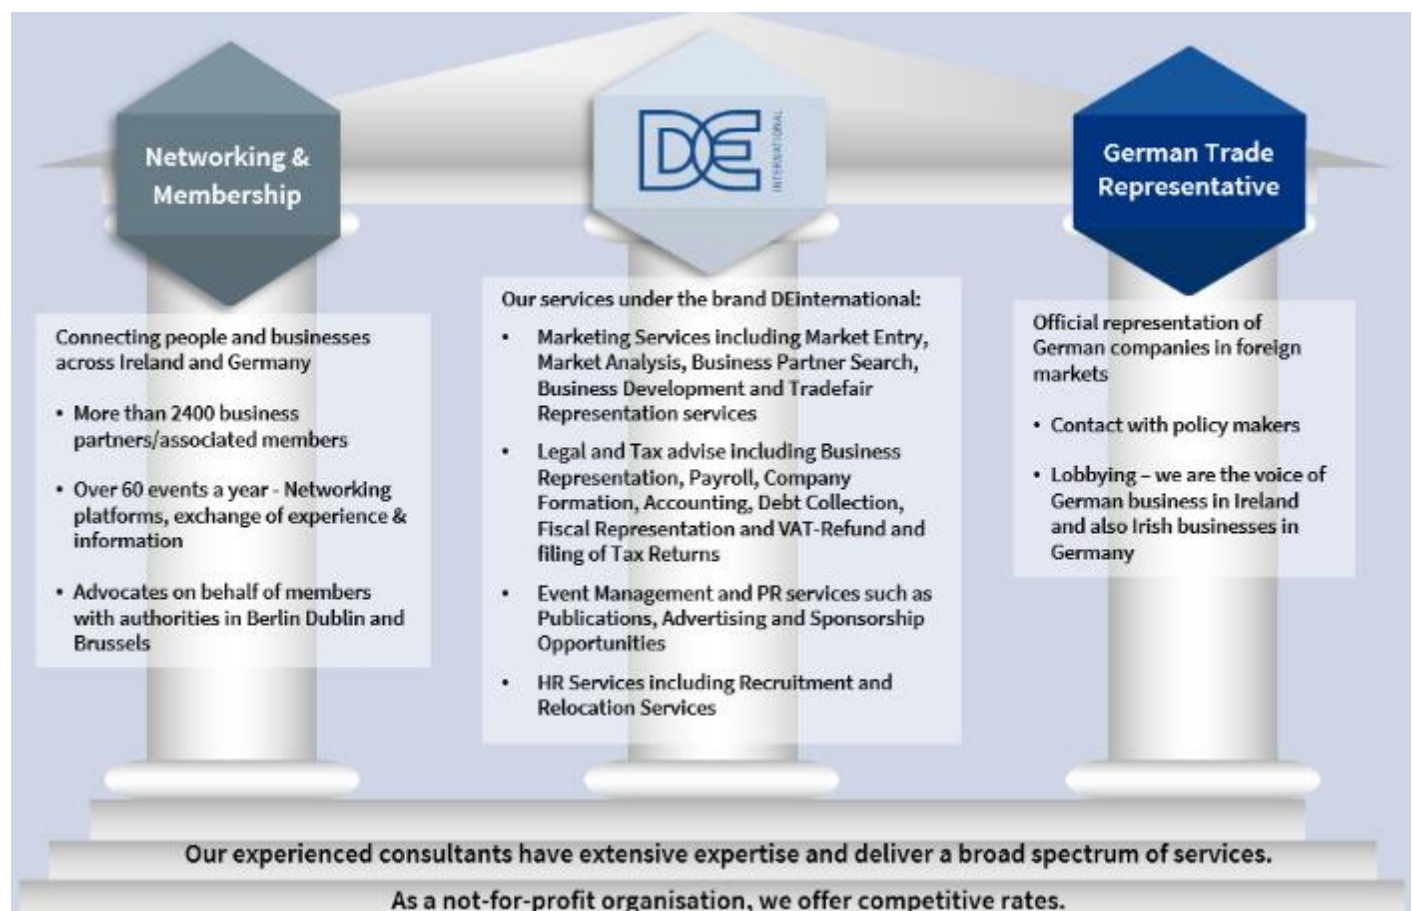 Networking &
Membership
Connecting people and businesses
across Ireland and Germany
• More than 2400 business
partners/associated members
• Over 60 events a year - Networking
platforms, exchange of experience &
information
• Advocates on behalf of members
with authorities in Berlin Dublin and
Brussels
DE
INTERNATIONAL
Our services under the brand DEinternational:
• Marketing Services including Market Entry,
Market Analysis, Business Partner Search,
Business Development and Tradefair
Representation services
• Legal and Tax advise including Business
Representation, Payroll, Company
Formation, Accounting, Debt Collection,
Fiscal Representation and VAT-Refund and
filing of Tax Returns
• Event Management and PR services such as
Publications, Advertising and Sponsorship
Opportunities
• HR Services including Recruitment and
Relocation Services
German Trade
Representative
Official representation of
German companies in foreign
markets
• Contact with policy makers
• Lobbying – we are the voice of
German business in Ireland
and also Irish businesses in
Germany
Our experienced consultants have extensive expertise and deliver a broad spectrum of services.
As a not-for-profit organisation, we offer competitive rates.